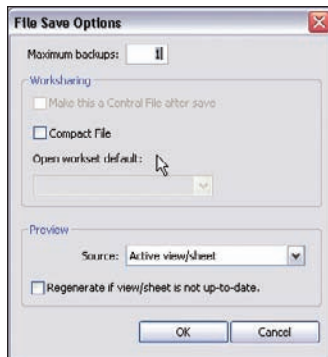 File Save Options
Maximum backups: 1
Worksharing
Make this a Central File after save
Compact File
Open workset default:
Preview
Source: Active view/sheet
Regenerate if view/sheet is not up-to-date.
OK Cancel